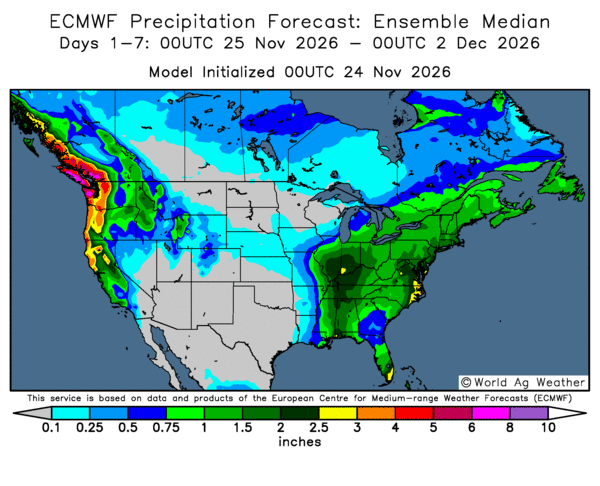 ECMWF Precipitation Forecast: Ensemble Median
Days 1–7: 00UTC 25 Nov 2026 – 00UTC 2 Dec 2026
Model Initialized 00UTC 24 Nov 2026
© World Ag Weather
This service is based on data and products of the European Centre for Medium-range Weather Forecasts (ECMWF)
0.1 0.25 0.5 0.75 1 1.5 2 2.5 3 4 5 6 8 10
inches